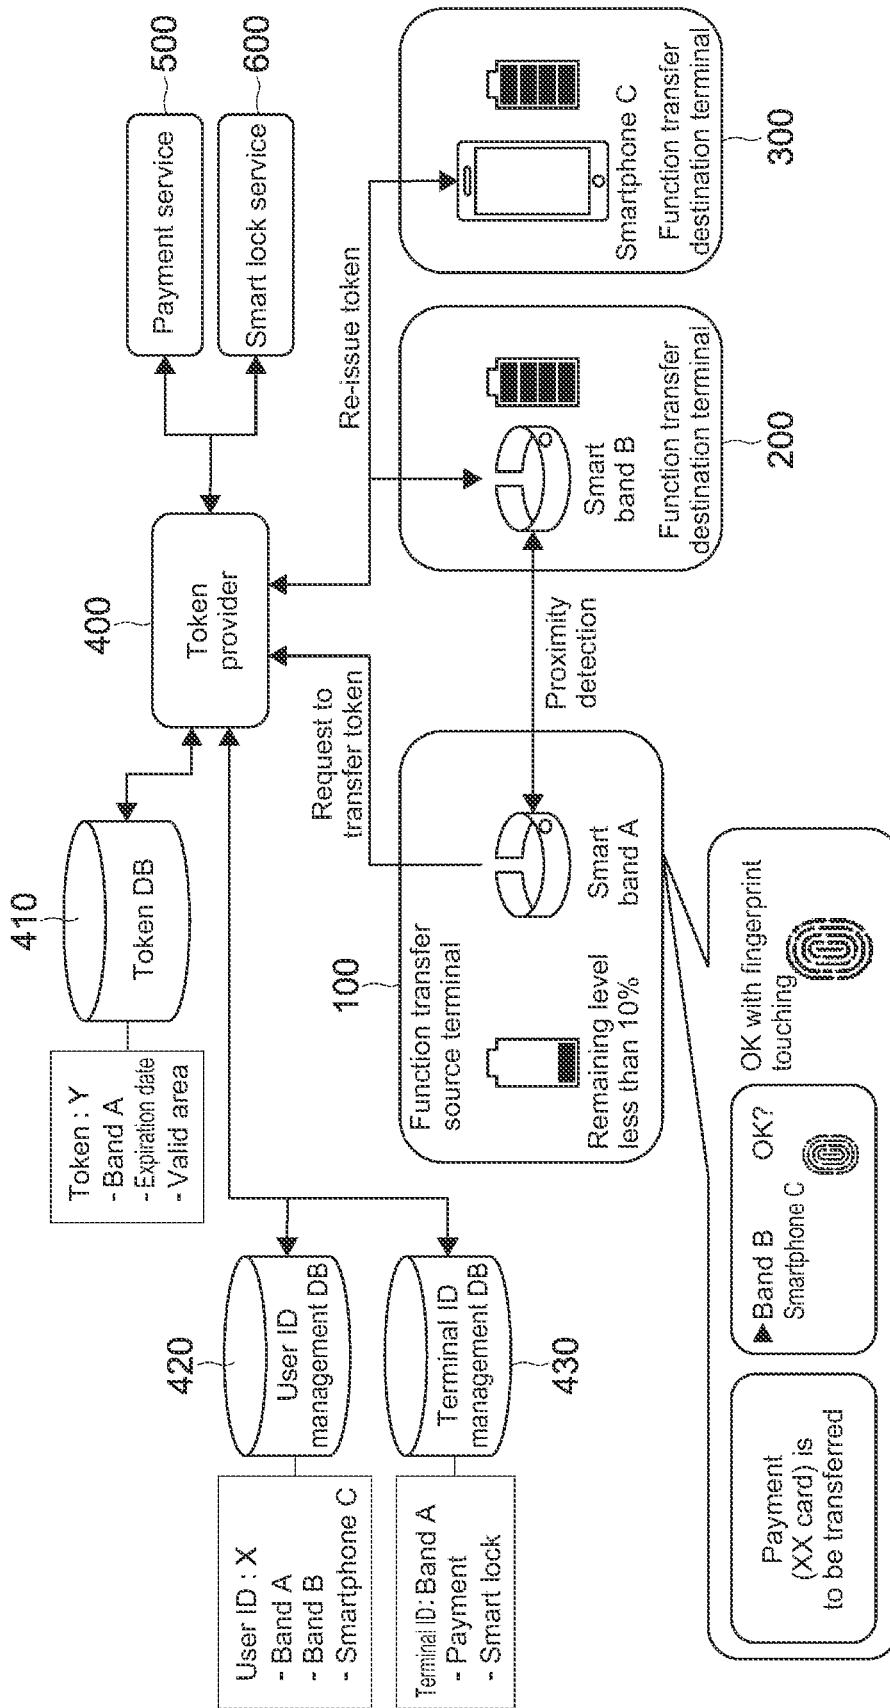 410
Token DB
Token : Y
- Band A
- Expiration date
- Valid area
420
User ID
management DB
User ID : X
- Band A
- Band B
- Smartphone C
Terminal ID
management DB
430
Terminal ID: Band A
- Payment
- Smart lock
400
Token
provider
Payment service
500
Smart lock service
600
Request to
transfer token
Re-issue token
100
Function transfer
source terminal
Remaining level
less than 10%
Smart
band A
Proximity
detection
Smart
band B
Function transfer
destination terminal
200
Smartphone C
Function transfer
destination terminal
300
Payment
(XX card) is
to be transferred
▶Band B OK?
Smartphone C
OK with fingerprint
touching